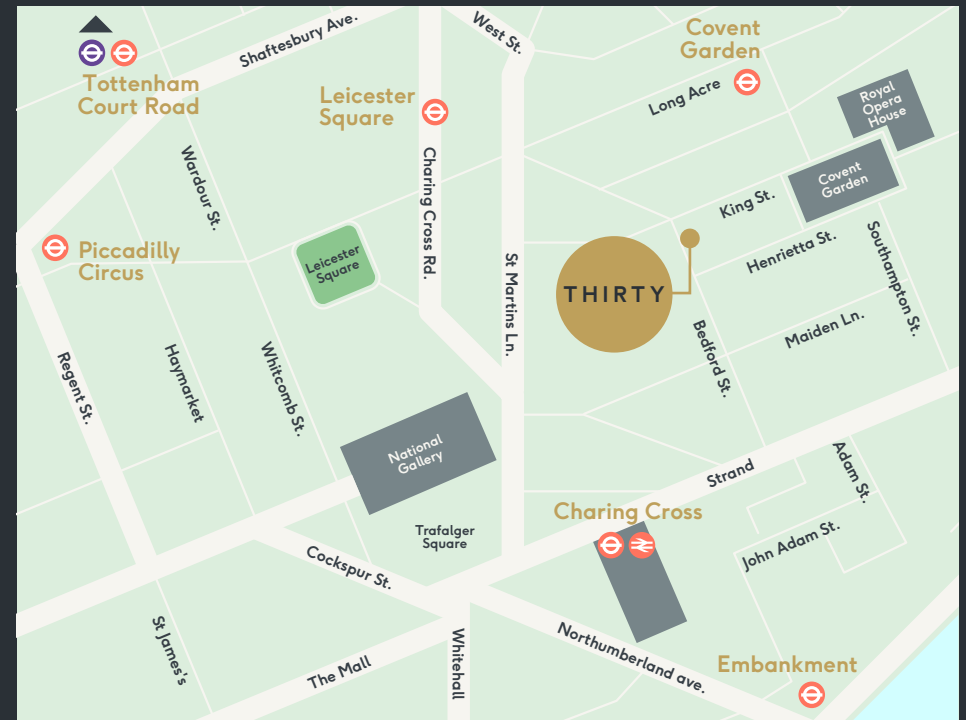 Shaftesbury Ave.
West St.
Covent
Garden
Tottenham
Court Road
Leicester
Square
Long Acre
Royal
Opera
House
Wardour St.
Charing Cross Rd.
Covent
Garden
King St.
Piccadilly
Circus
Leicester
Square
St Martins Ln.
THIRTY
Henrietta St.
Southampton St.
Regent St.
Haymarket
Whitcomb St.
Bedford St.
Maiden Ln.
National
Gallery
Strand
Adam St.
Charing Cross
Trafalgar
Square
John Adam St.
Cockspur St.
St James's
The Mall
Whitehall
Northumberland ave.
Embankment